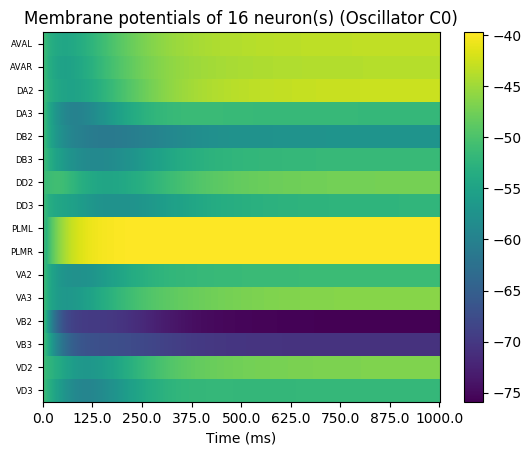 Membrane potentials of 16 neuron(s) (Oscillator C0)
AVAL
AVAR
DA2
DA3
DB2
DB3
DD2
DD3
PLML
PLMR
VA2
VA3
VB2
VB3
VD2
VD3
0.0 125.0 250.0 375.0 500.0 625.0 750.0 875.0 1000.0
Time (ms)
−40
−45
−50
−55
−60
−65
−70
−75